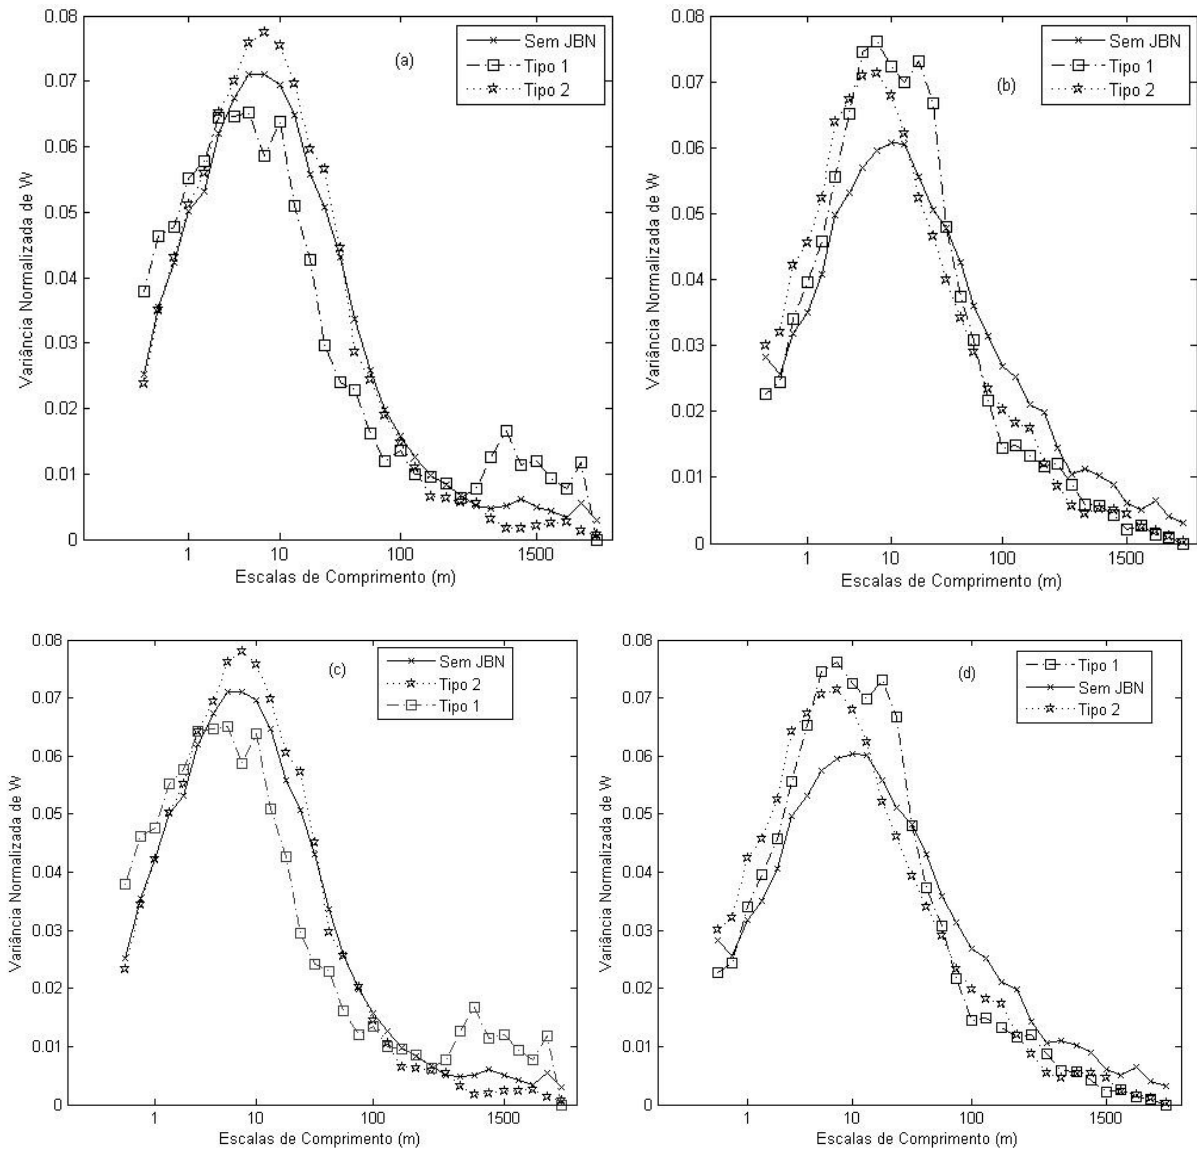 0.08
0.07
0.06
0.05
0.04
0.03
0.02
0.01
0
Variância Normalizada de W
(a)
Sem JBN
Tipo 1
Tipo 2
1 10 100 1500
Escalas de Comprimento (m)
0.08
0.07
0.06
0.05
0.04
0.03
0.02
0.01
0
Variância Normalizada de W
(b)
Sem JBN
Tipo 1
Tipo 2
1 10 100 1500
Escalas de Comprimento (m)
0.08
0.07
0.06
0.05
0.04
0.03
0.02
0.01
0
Variância Normalizada de W
(c)
Sem JBN
Tipo 2
Tipo 1
1 10 100 1500
Escalas de Comprimento (m)
0.08
0.07
0.06
0.05
0.04
0.03
0.02
0.01
0
Variância Normalizada de W
(d)
Tipo 1
Sem JBN
Tipo 2
1 10 100 1500
Escalas de Comprimento (m)